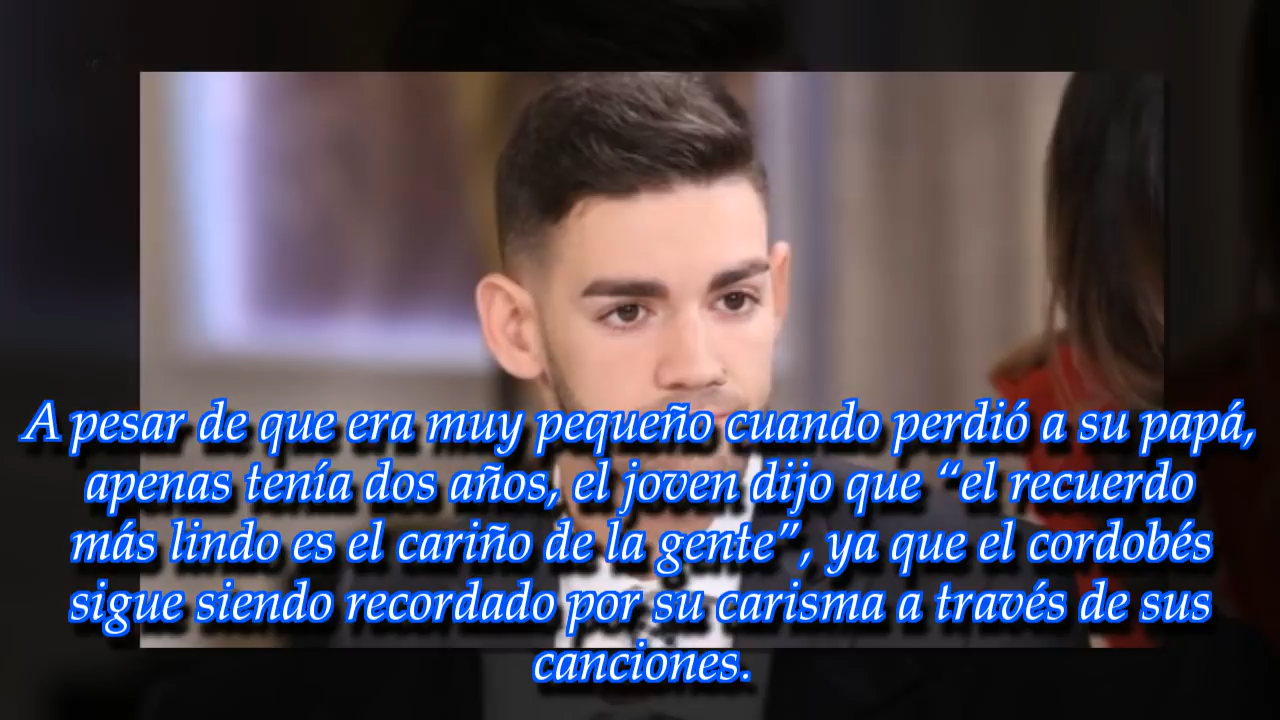 A pesar de que era muy pequeño cuando perdió a su papá,
apenas tenía dos años, el joven dijo que “el recuerdo
más lindo es el cariño de la gente”, ya que el cordobés
sigue siendo recordado por su carisma a través de sus
canciones.